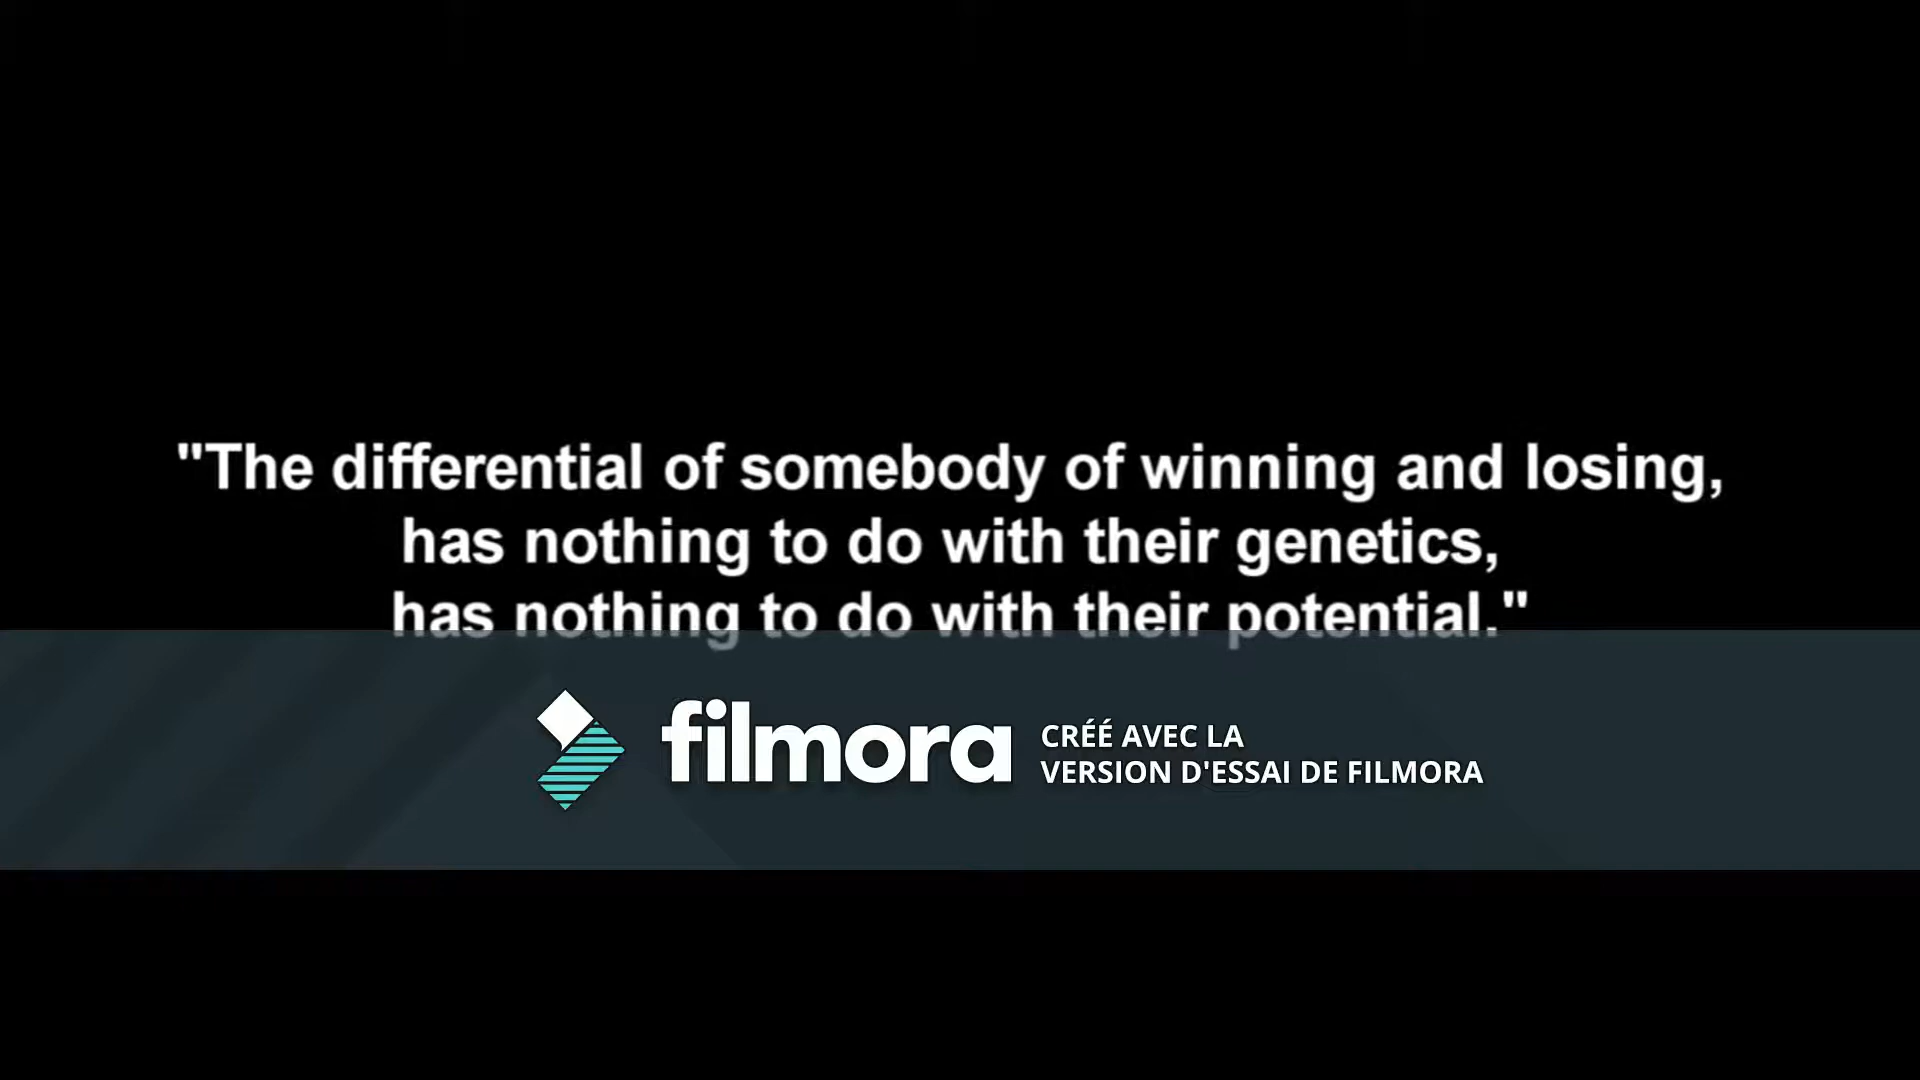 "The differential of somebody of winning and losing,
has nothing to do with their genetics,
has nothing to do with their potential."
filmora
CRÉÉ AVEC LA
VERSION D'ESSAI DE FILMORA